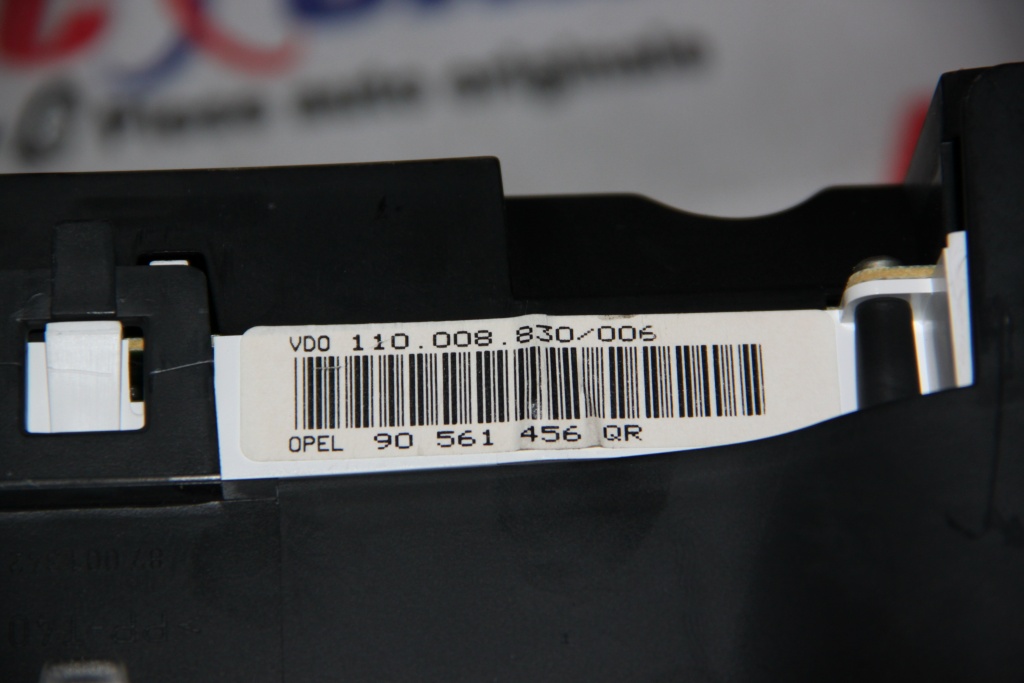 Piese auto originale
VDO 110.008.830/006
OPEL 90 561 456 QR